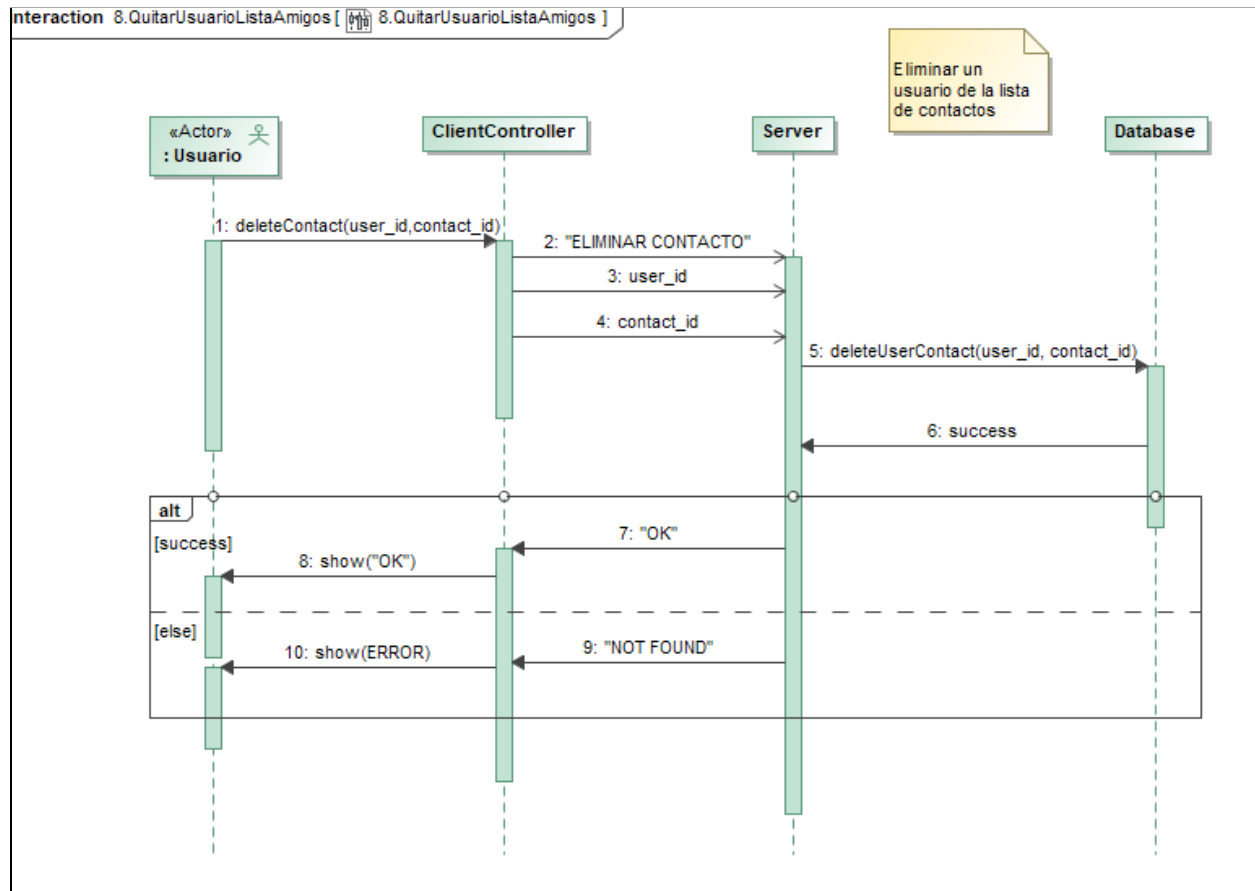 nteraction 8.QuitarUsuarioListaAmigos [ 8.QuitarUsuarioListaAmigos ]
Eliminar un
usuario de la lista
de contactos
«Actor»
: Usuario
ClientController
Server
Database
1: deleteContact(user_id,contact_id)
2: "ELIMINAR CONTACTO"
3: user_id
4: contact_id
5: deleteUserContact(user_id, contact_id)
6: success
alt
[success]
7: "OK"
8: show("OK")
[else]
9: "NOT FOUND"
10: show(ERROR)